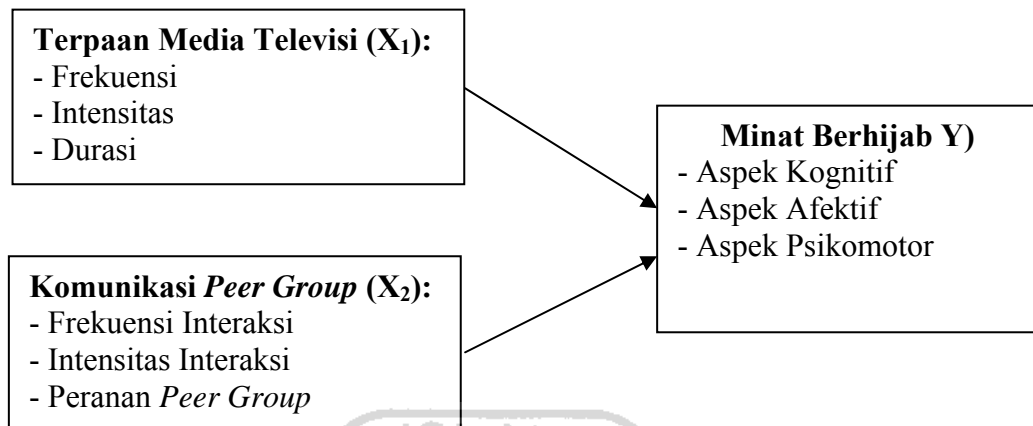 Terpaan Media Televisi (X₁):
- Frekuensi
- Intensitas
- Durasi
Minat Berhijab Y)
- Aspek Kognitif
- Aspek Afektif
- Aspek Psikomotor
Komunikasi Peer Group (X₂):
- Frekuensi Interaksi
- Intensitas Interaksi
- Peranan Peer Group